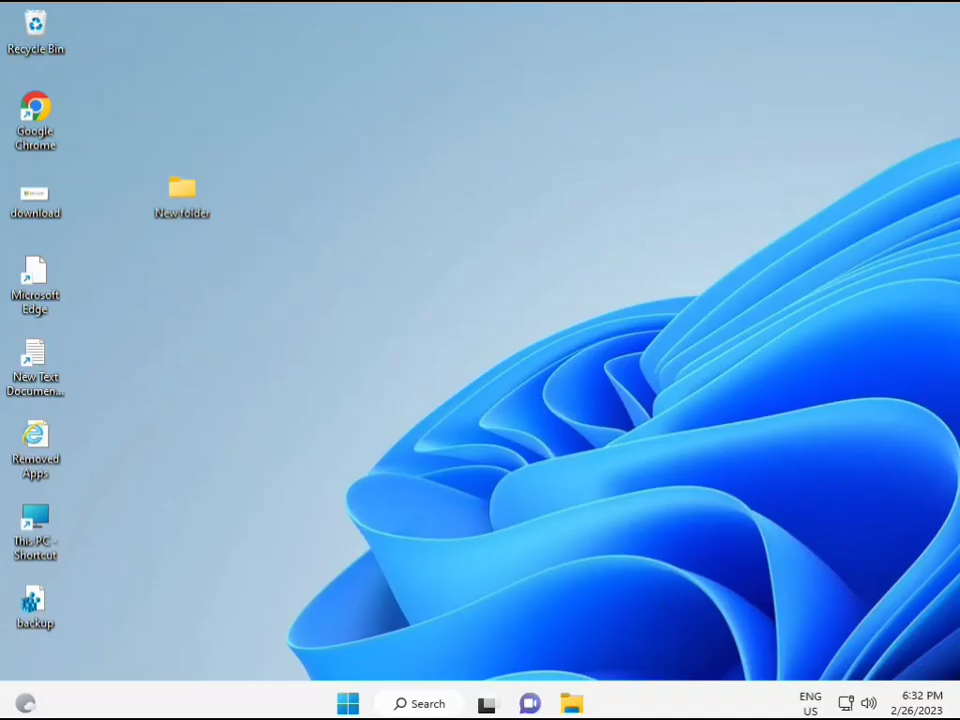 Recycle Bin
Google
Chrome
download
New folder
Microsoft
Edge
New Text
Documen...
Removed
Apps
This PC -
Shortcut
backup
Search
ENG
US
6:32 PM
2/26/2023